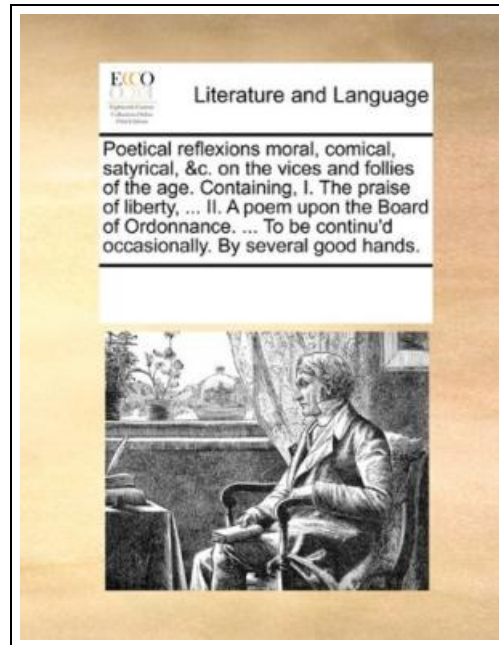 ECCO
Literature and Language
Poetical reflexions moral, comical,
satyrical, &c. on the vices and follies
of the age. Containing, I. The praise
of liberty, ... II. A poem upon the Board
of Ordonnance. ... To be continu'd
occasionally. By several good hands.